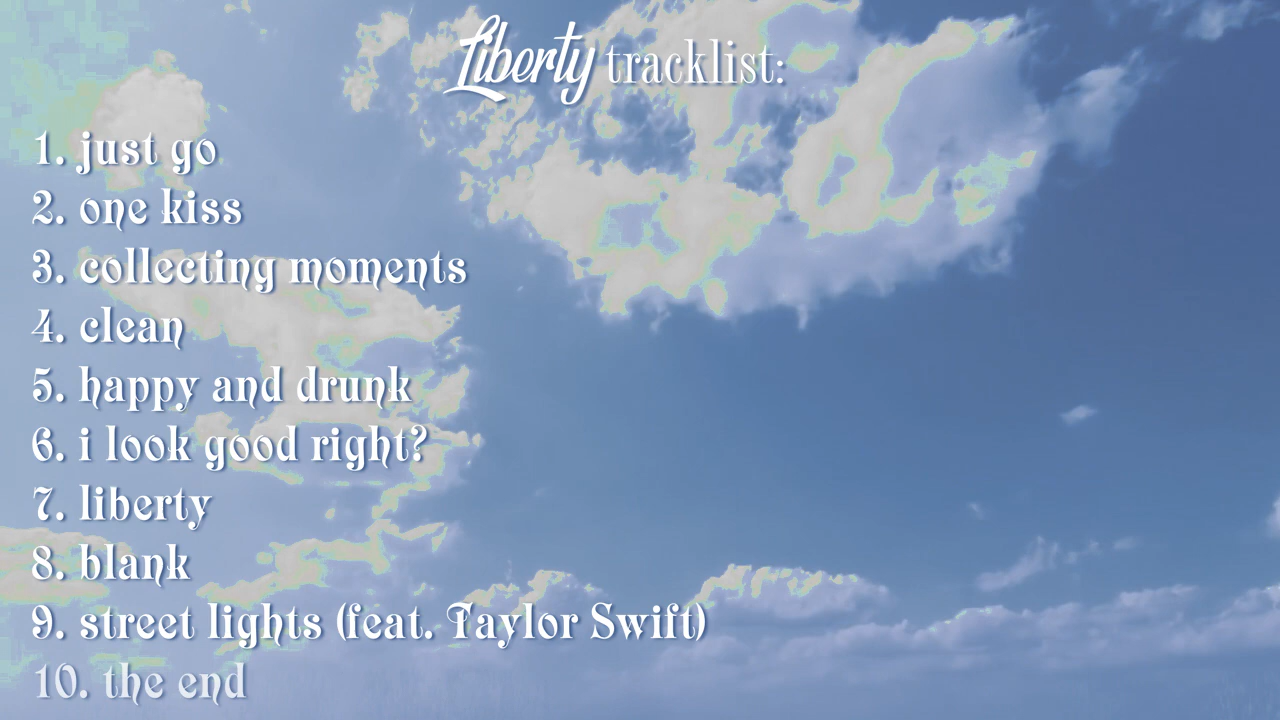 Liberty tracklist:
1. just go
2. one kiss
3. collecting moments
4. clean
5. happy and drunk
6. i look good right?
7. liberty
8. blank
9. street lights (feat. Taylor Swift)
10. the end